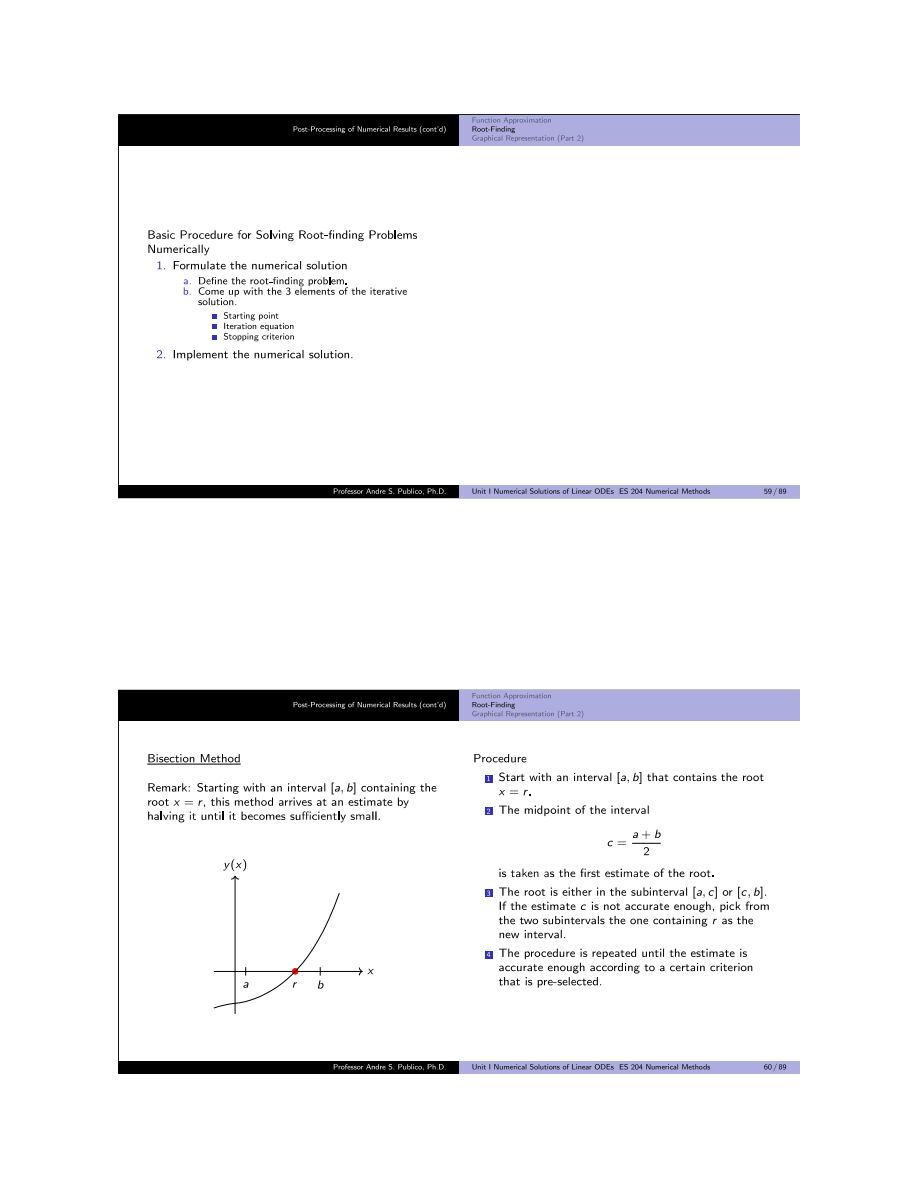 Post-Processing of Numerical Results (cont'd)
Function Approximation
Root-Finding
Graphical Representation (Part 2)
Basic Procedure for Solving Root-finding Problems
Numerically
1. Formulate the numerical solution
a. Define the root-finding problem.
b. Come up with the 3 elements of the iterative
solution.
Starting point
Iteration equation
Stopping criterion
2. Implement the numerical solution.
Professor Andre S. Publico, Ph.D.
Unit I Numerical Solutions of Linear ODEs ES 204 Numerical Methods
59 / 89
Post-Processing of Numerical Results (cont'd)
Function Approximation
Root-Finding
Graphical Representation (Part 2)
Bisection Method
Remark: Starting with an interval [a, b] containing the
root x = r, this method arrives at an estimate by
halving it until it becomes sufficiently small.
y(x)
x
a
r
b
Procedure
1 Start with an interval [a, b] that contains the root
x = r.
2 The midpoint of the interval
c = (a + b) / 2
is taken as the first estimate of the root.
3 The root is either in the subinterval [a, c] or [c, b].
If the estimate c is not accurate enough, pick from
the two subintervals the one containing r as the
new interval.
4 The procedure is repeated until the estimate is
accurate enough according to a certain criterion
that is pre-selected.
Professor Andre S. Publico, Ph.D.
Unit I Numerical Solutions of Linear ODEs ES 204 Numerical Methods
60 / 89